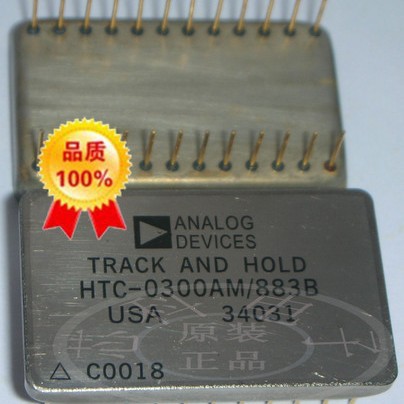 品质
100%
ANALOG
DEVICES
TRACK AND HOLD
HTC-0300AM/883B
USA 34031
原装
正品
△ C0018